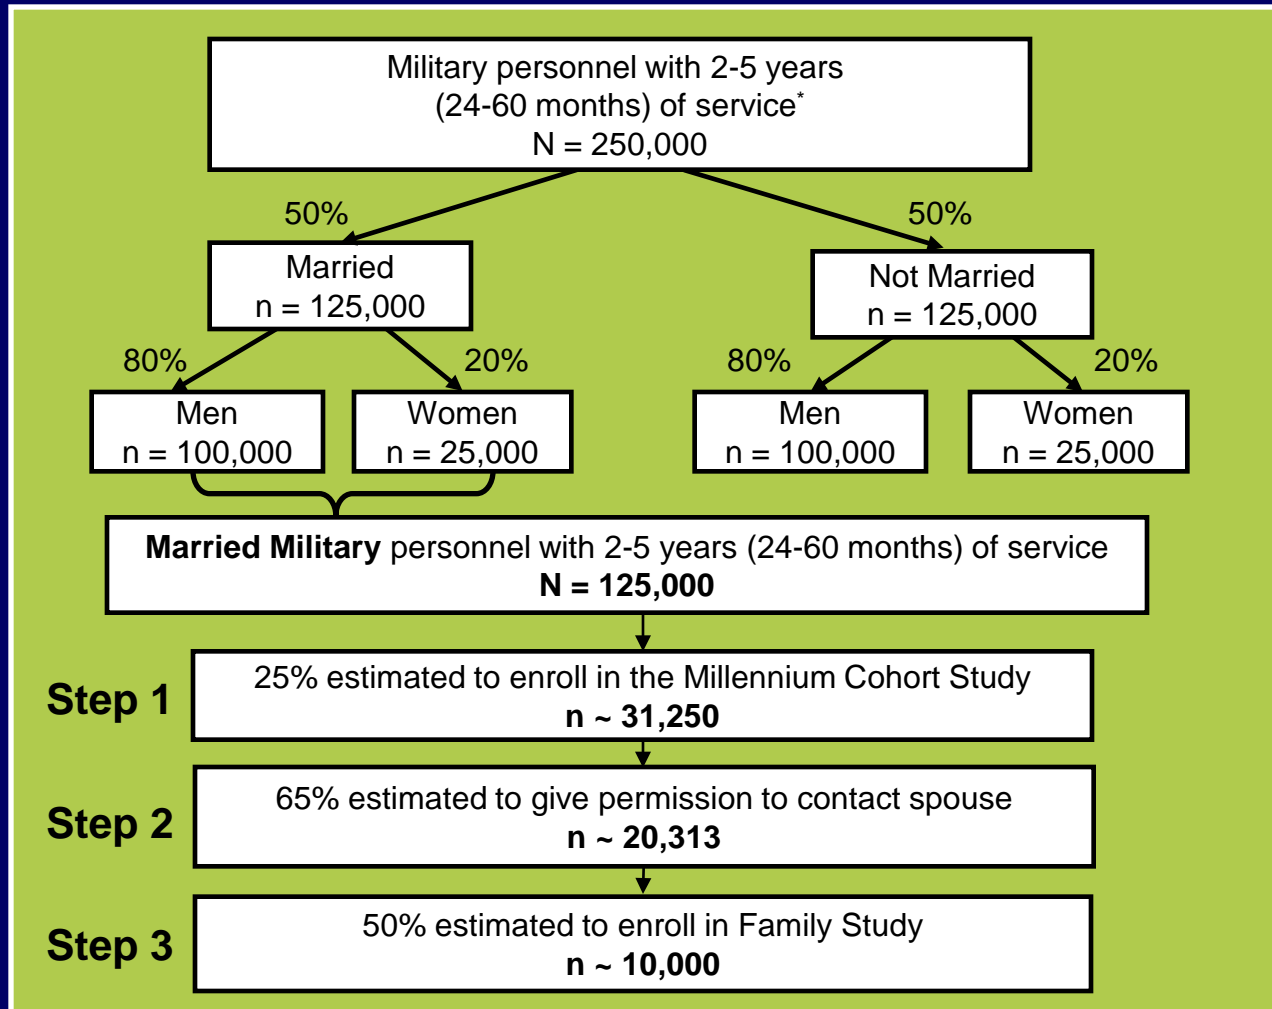 Military personnel with 2-5 years
(24-60 months) of service*
N = 250,000
50%
50%
Married
n = 125,000
Not Married
n = 125,000
80%
20%
80%
20%
Men
n = 100,000
Women
n = 25,000
Men
n = 100,000
Women
n = 25,000
Married Military personnel with 2-5 years (24-60 months) of service
N = 125,000
Step 1
25% estimated to enroll in the Millennium Cohort Study
n ~ 31,250
Step 2
65% estimated to give permission to contact spouse
n ~ 20,313
Step 3
50% estimated to enroll in Family Study
n ~ 10,000